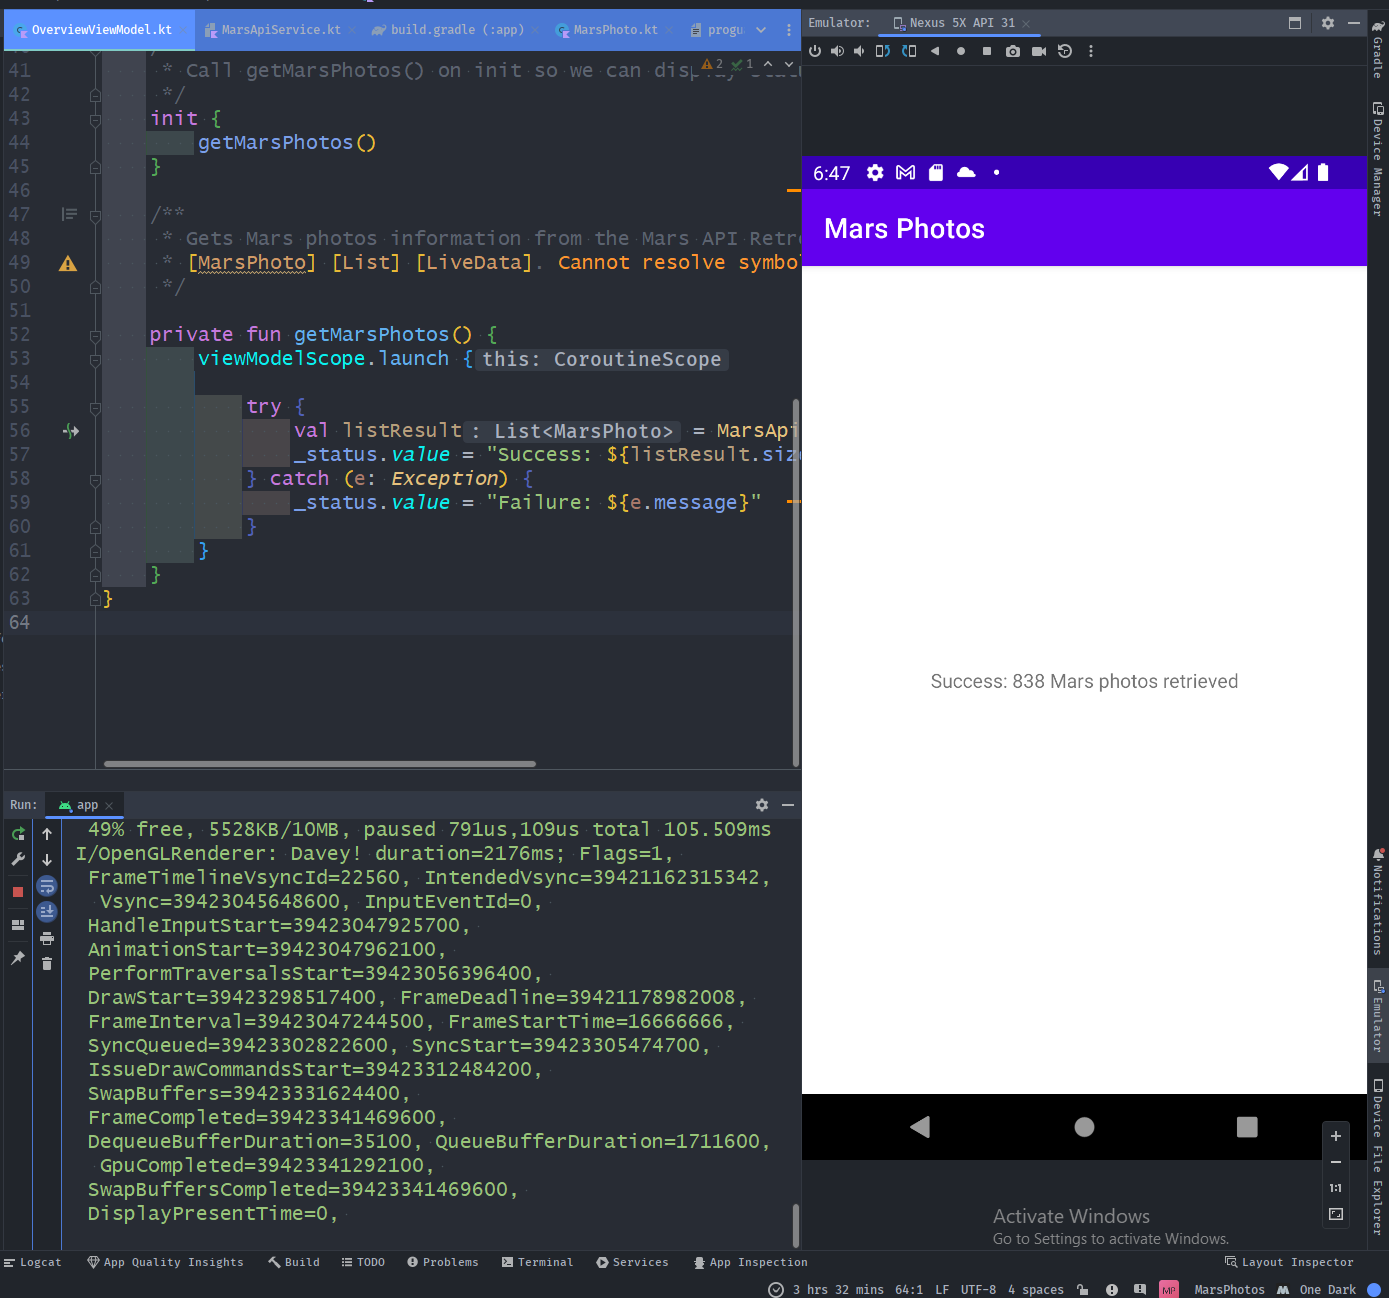 OverviewViewModel.kt
MarsApiService.kt
build.gradle (:app)
MarsPhoto.kt
progu
Emulator:
Nexus 5X API 31
41 * Call getMarsPhotos() on init so we can display
2 1
42 */
43 init {
44 getMarsPhotos()
45 }
46
47 /**
48 * Gets Mars photos information from the Mars API Retro
49 * [MarsPhoto] [List] [LiveData]. Cannot resolve symbo
50 */
51
52 private fun getMarsPhotos() {
53 viewModelScope.launch { this: CoroutineScope
54
55 try {
56 val listResult : List<MarsPhoto> = MarsApi
57 _status.value = "Success: ${listResult.size
58 } catch (e: Exception) {
59 _status.value = "Failure: ${e.message}"
60 }
61 }
62 }
63 }
64
6:47
Mars Photos
Success: 838 Mars photos retrieved
Run:
app
49% free, 5528KB/10MB, paused 791us,109us total 105.509ms
I/OpenGLRenderer: Davey! duration=2176ms; Flags=1,
FrameTimelineVsyncId=22560, IntendedVsync=39421162315342,
Vsync=39423045648600, InputEventId=0,
HandleInputStart=39423047925700,
AnimationStart=39423047962100,
PerformTraversalsStart=39423056396400,
DrawStart=39423298517400, FrameDeadline=39421178982008,
FrameInterval=39423047244500, FrameStartTime=16666666,
SyncQueued=39423302822600, SyncStart=39423305474700,
IssueDrawCommandsStart=39423312484200,
SwapBuffers=39423331624400,
FrameCompleted=39423341469600,
DequeueBufferDuration=35100, QueueBufferDuration=1711600,
GpuCompleted=39423341292100,
SwapBuffersCompleted=39423341469600,
DisplayPresentTime=0,
1:1
Activate Windows
Go to Settings to activate Windows.
Gradle
Device Manager
Notifications
Emulator
Device File Explorer
Logcat
App Quality Insights
Build
TODO
Problems
Terminal
Services
App Inspection
Layout Inspector
3 hrs 32 mins
64:1
LF
UTF-8
4 spaces
MP
MarsPhotos
One Dark